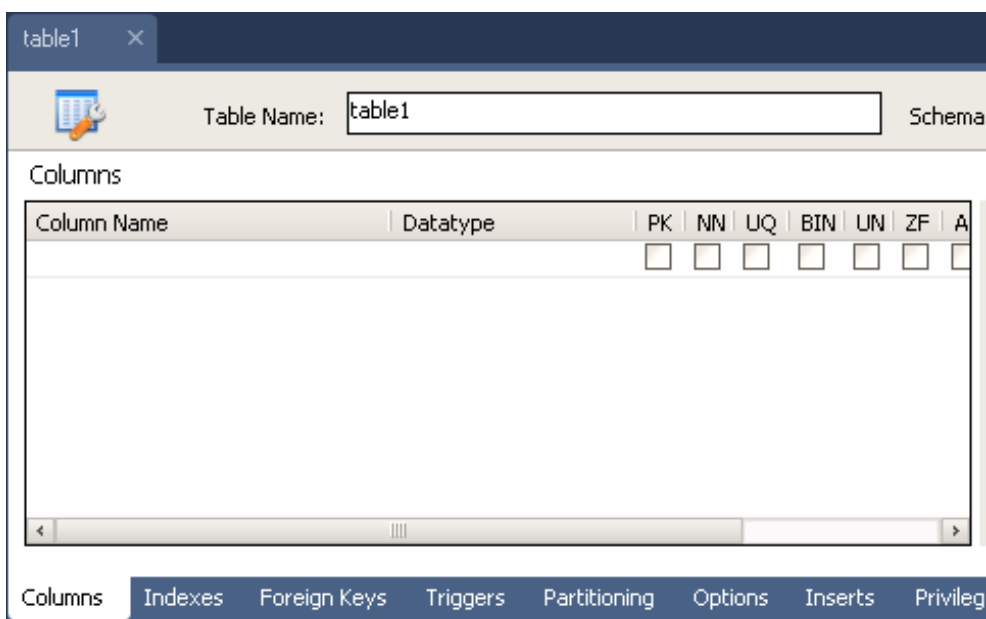 table1
Table Name: table1 Schema
Columns
Column Name Datatype PK NN UQ BIN UN ZF A
Columns Indexes Foreign Keys Triggers Partitioning Options Inserts Privileg